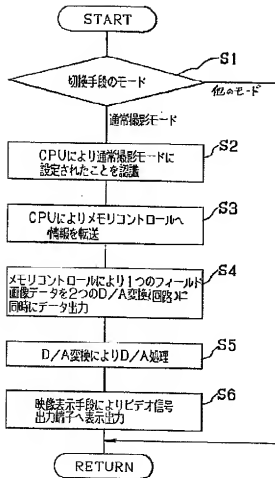 START
S1
切換手段のモード
他のモード
通常撮影モード
S2
CPUにより通常撮影モードに
設定されたことを認識
S3
CPUによりメモリコントロールへ
情報を転送
S4
メモリコントロールにより1つのフィールド
画像データを2つのD/A変換(回路)に
同時にデータ出力
S5
D/A変換によりD/A処理
S6
映像表示手段によりビデオ信号
出力端子へ表示出力
RETURN